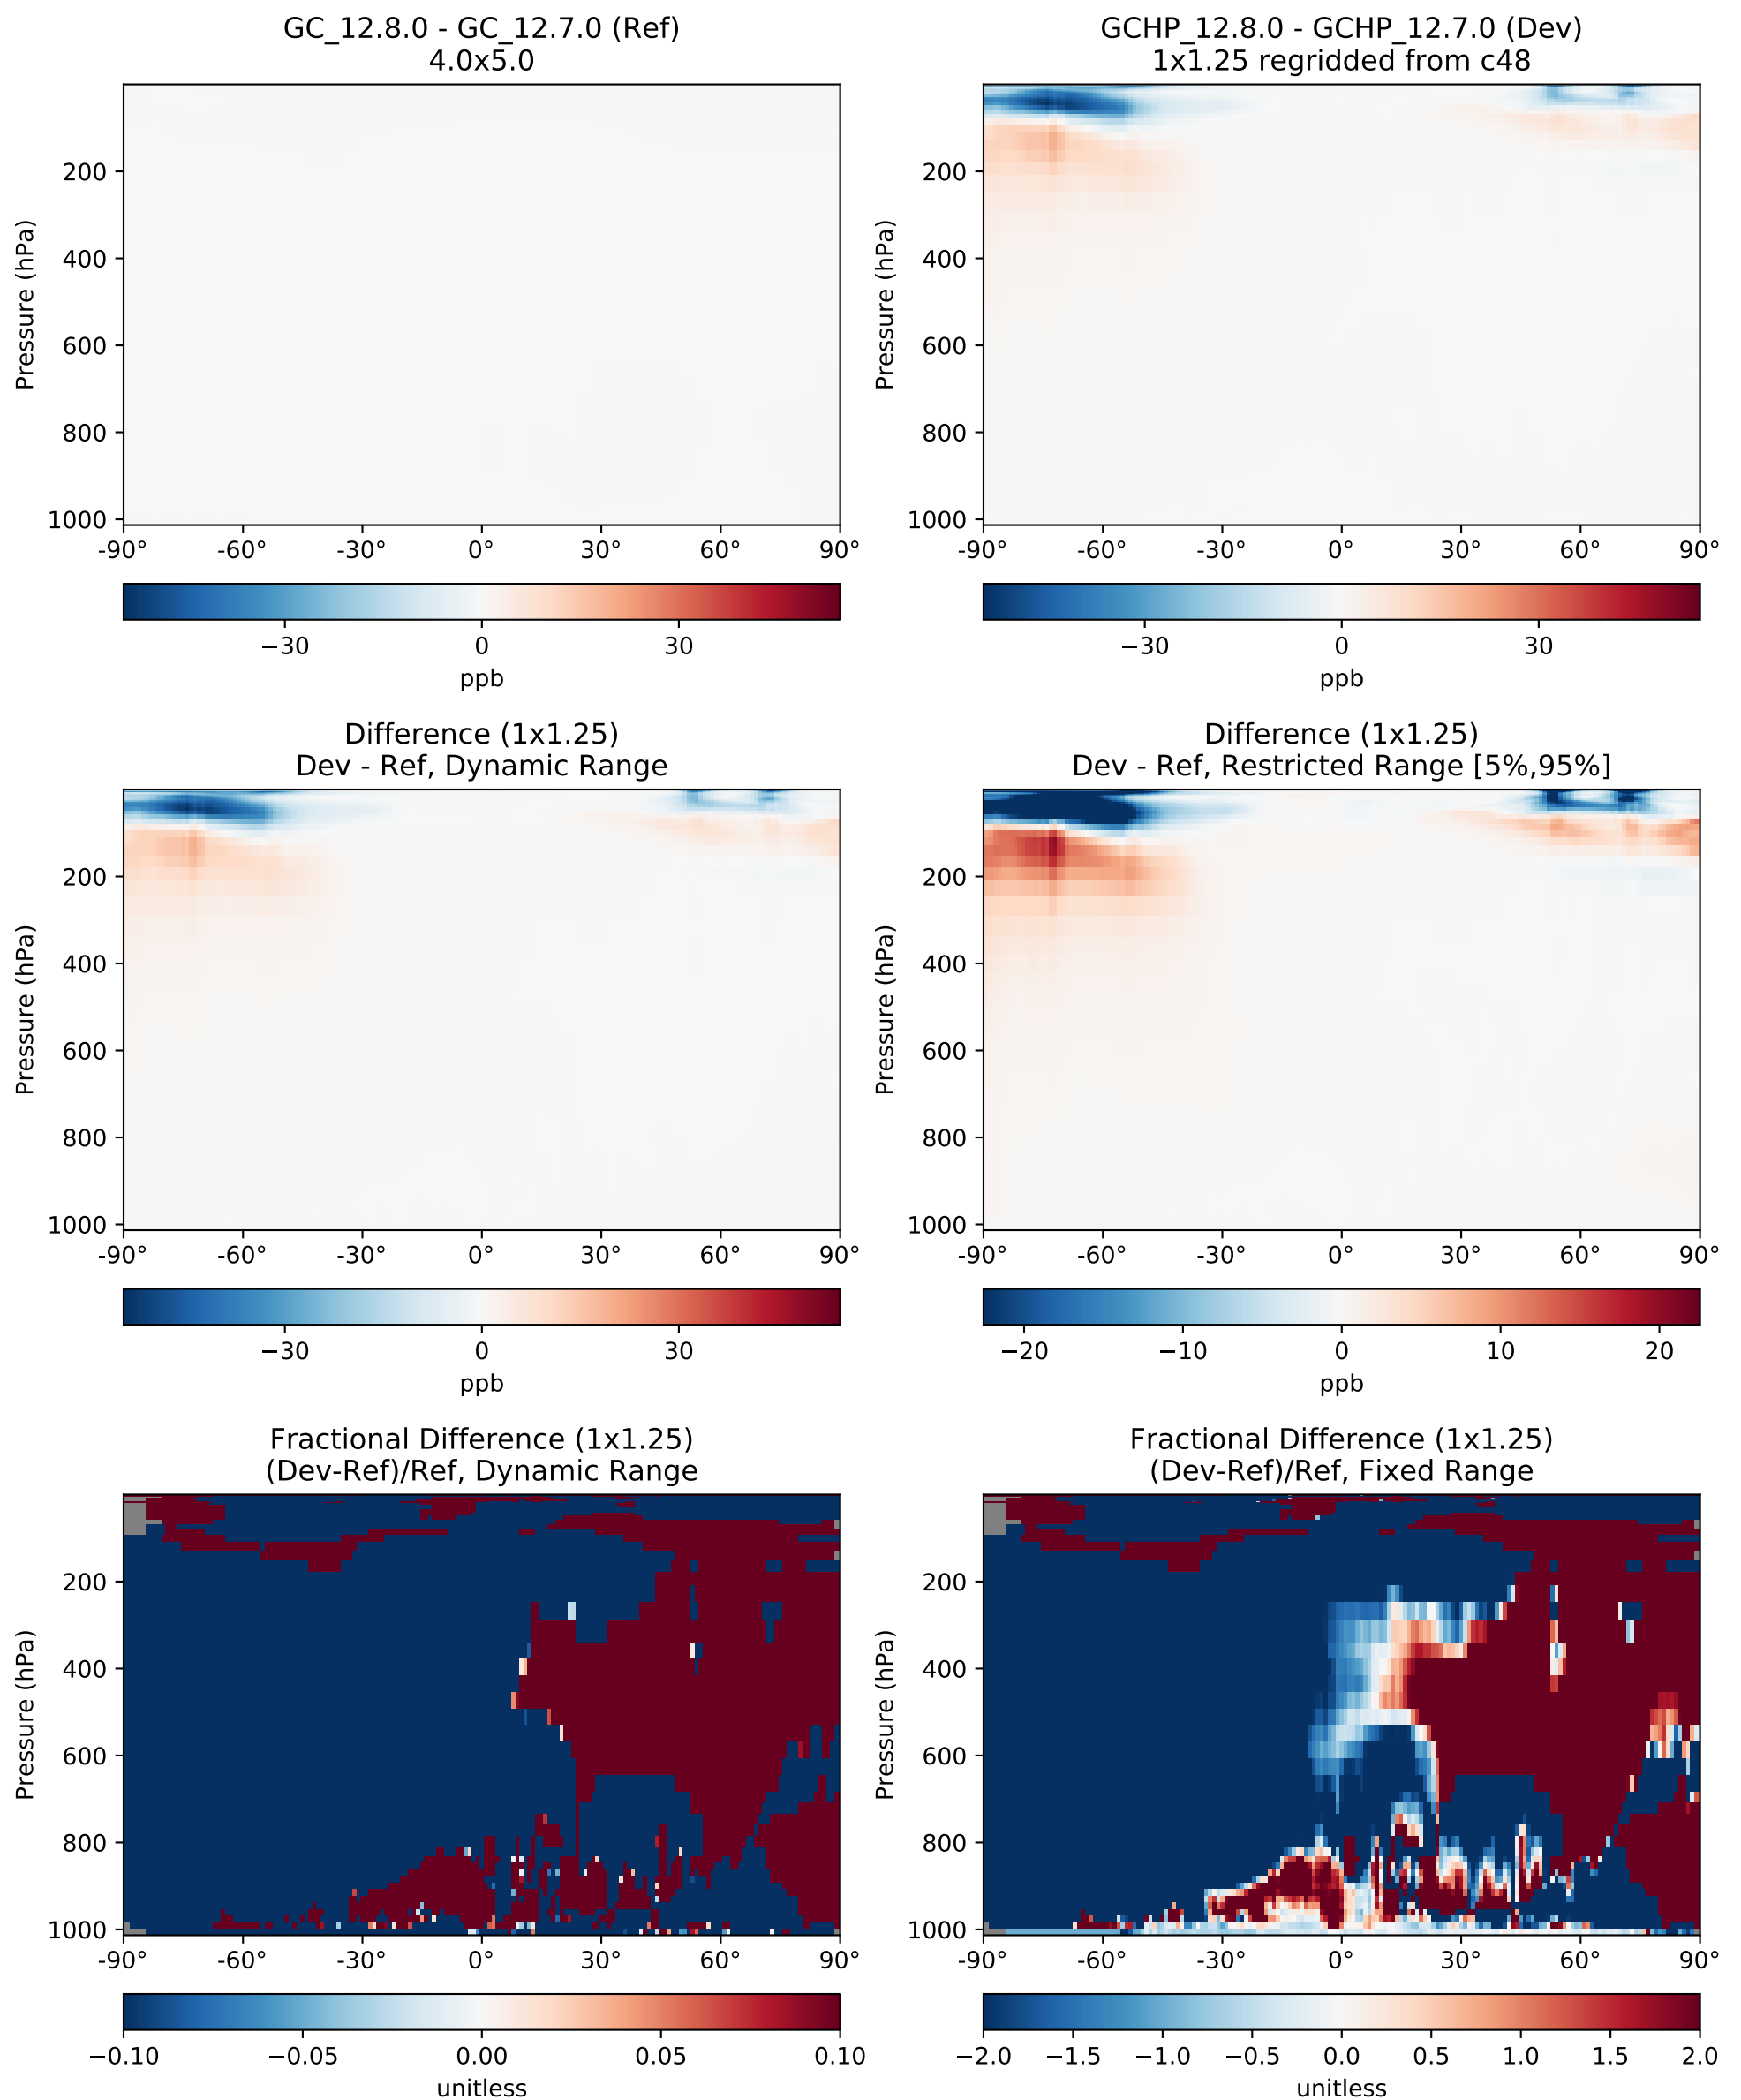 GC_12.8.0 - GC_12.7.0 (Ref)
4.0x5.0
GCHP_12.8.0 - GCHP_12.7.0 (Dev)
1x1.25 regridded from c48
Pressure (hPa)
200
400
600
800
1000
-90° -60° -30° 0° 30° 60° 90°
−30 0 30
ppb
Pressure (hPa)
200
400
600
800
1000
-90° -60° -30° 0° 30° 60° 90°
−30 0 30
ppb
Difference (1x1.25)
Dev - Ref, Dynamic Range
Difference (1x1.25)
Dev - Ref, Restricted Range [5%,95%]
Pressure (hPa)
200
400
600
800
1000
-90° -60° -30° 0° 30° 60° 90°
−30 0 30
ppb
Pressure (hPa)
200
400
600
800
1000
-90° -60° -30° 0° 30° 60° 90°
−20 −10 0 10 20
ppb
Fractional Difference (1x1.25)
(Dev-Ref)/Ref, Dynamic Range
Fractional Difference (1x1.25)
(Dev-Ref)/Ref, Fixed Range
Pressure (hPa)
200
400
600
800
1000
-90° -60° -30° 0° 30° 60° 90°
−0.10 −0.05 0.00 0.05 0.10
unitless
Pressure (hPa)
200
400
600
800
1000
-90° -60° -30° 0° 30° 60° 90°
−2.0 −1.5 −1.0 −0.5 0.0 0.5 1.0 1.5 2.0
unitless